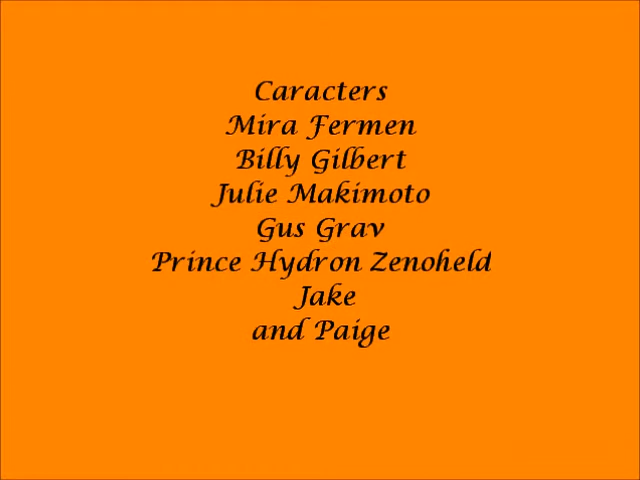 Caracters
Mira Fermen
Billy Gilbert
Julie Makimoto
Gus Grav
Prince Hydron Zenoheld
Jake
and Paige